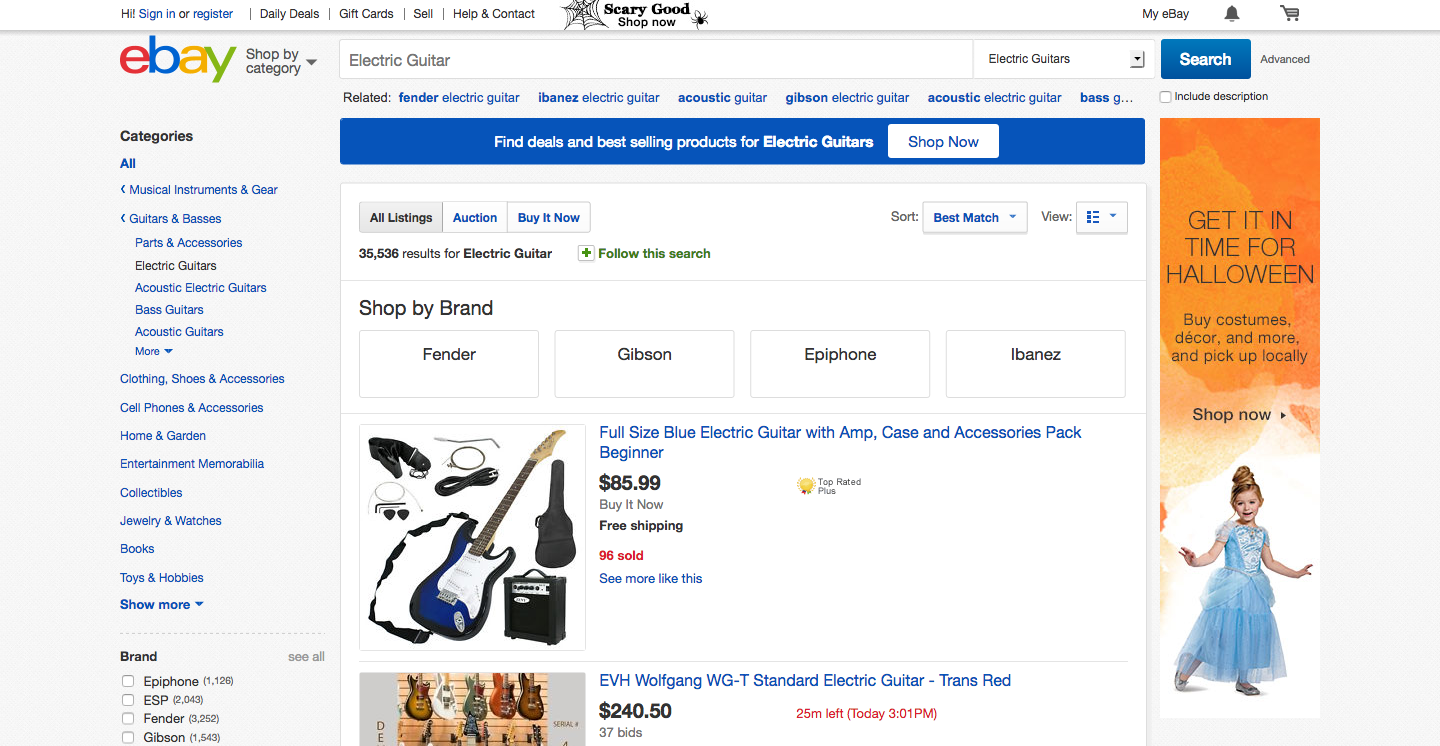 Hi! Sign in or register | Daily Deals | Gift Cards | Sell | Help & Contact
Scary Good
Shop now
My eBay
ebay
Shop by
category
Electric Guitar
Electric Guitars
Search
Advanced
Related: fender electric guitar ibanez electric guitar acoustic guitar gibson electric guitar acoustic electric guitar bass g…
Include description
Find deals and best selling products for Electric Guitars
Shop Now
Categories
All
Musical Instruments & Gear
Guitars & Basses
Parts & Accessories
Electric Guitars
Acoustic Electric Guitars
Bass Guitars
Acoustic Guitars
More
Clothing, Shoes & Accessories
Cell Phones & Accessories
Home & Garden
Entertainment Memorabilia
Collectibles
Jewelry & Watches
Books
Toys & Hobbies
Show more
Brand see all
Epiphone (1,126)
ESP (2,043)
Fender (3,252)
Gibson (1,543)
All Listings Auction Buy It Now
Sort: Best Match View:
35,536 results for Electric Guitar Follow this search
Shop by Brand
Fender Gibson Epiphone Ibanez
Full Size Blue Electric Guitar with Amp, Case and Accessories Pack
Beginner
$85.99
Top Rated
Plus
Buy It Now
Free shipping
96 sold
See more like this
EVH Wolfgang WG-T Standard Electric Guitar - Trans Red
$240.50
25m left (Today 3:01PM)
37 bids
D
E
SERIAL #
GET IT IN
TIME FOR
HALLOWEEN
Buy costumes,
décor, and more,
and pick up locally
Shop now